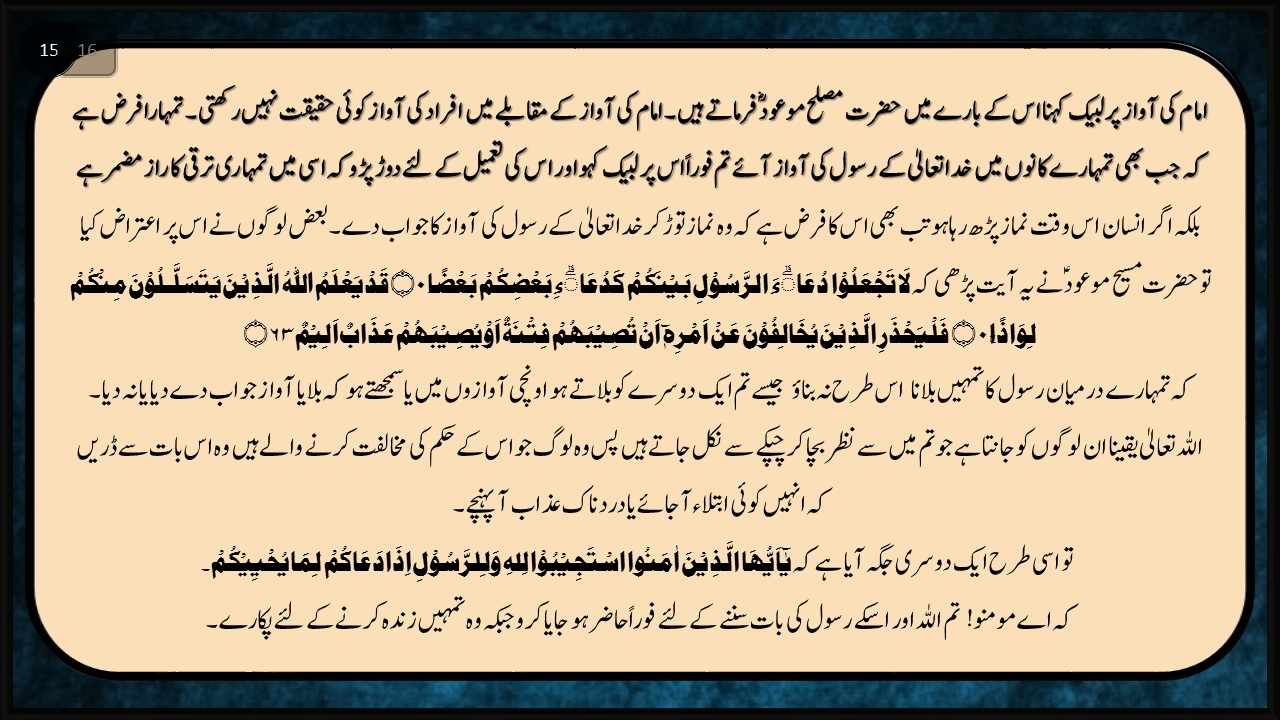 15 16
امام کی آواز پر لبیک کہنا اس کے بارے میں حضرت مصلح موعودؓ فرماتے ہیں۔ امام کی آواز کے مقابلے میں افراد کی آواز کوئی حقیقت نہیں رکھتی۔ تمہارا فرض ہے
کہ جب بھی تمہارے کانوں میں خدا تعالیٰ کے رسول کی آواز آئے تم فوراً اس پر لبیک کہو اور اس کی تعمیل کے لئے دوڑ پڑو کہ اسی میں تمہاری ترقی کا راز مضمر ہے
بلکہ اگر انسان اس وقت نماز پڑھ رہا ہو تب بھی اس کا فرض ہے کہ وہ نماز توڑ کر خدا تعالیٰ کے رسول کی آواز کا جواب دے۔ بعض لوگوں نے اس پر اعتراض کیا
تو حضرت مسیح موعودؑ نے یہ آیت پڑھی کہ لَا تَجْعَلُوْا دُعَآءَ الرَّسُوْلِ بَيْنَكُمْ كَدُعَآءِ بَعْضِكُمْ بَعْضًا۰۝ قَدْ يَعْلَمُ اللّٰهُ الَّذِيْنَ يَتَسَلَّلُوْنَ مِنْكُمْ
لِوَاذًا۰۝ فَلْيَحْذَرِ الَّذِيْنَ يُخَالِفُوْنَ عَنْ اَمْرِهٖٓ اَنْ تُصِيْبَهُمْ فِتْنَةٌ اَوْ يُصِيْبَهُمْ عَذَابٌ اَلِيْمٌ۶۳۝
کہ تمہارے درمیان رسول کا تمہیں بلانا اس طرح نہ بناؤ جیسے تم ایک دوسرے کو بلاتے ہو اونچی آوازوں میں یا سمجھتے ہو کہ بلایا آواز جواب دے دیا یا نہ دیا۔
اللہ تعالیٰ یقینا ان لوگوں کو جانتا ہے جو تم میں سے نظر بچا کر چپکے سے نکل جاتے ہیں پس وہ لوگ جو اس کے حکم کی مخالفت کرنے والے ہیں وہ اس بات سے ڈریں
کہ انہیں کوئی ابتلاء آ جائے یا دردناک عذاب آ پہنچے۔
تو اسی طرح ایک دوسری جگہ آیا ہے کہ يٰٓاَيُّهَا الَّذِيْنَ اٰمَنُوا اسْتَجِيْبُوْا لِلهِ وَلِلرَّسُوْلِ اِذَا دَعَاكُمْ لِمَا يُحْيِيْكُمْ۔
کہ اے مومنو! تم اللہ اور اسکے رسول کی بات سننے کے لئے فوراً حاضر ہو جایا کرو جبکہ وہ تمہیں زندہ کرنے کے لئے پکارے۔